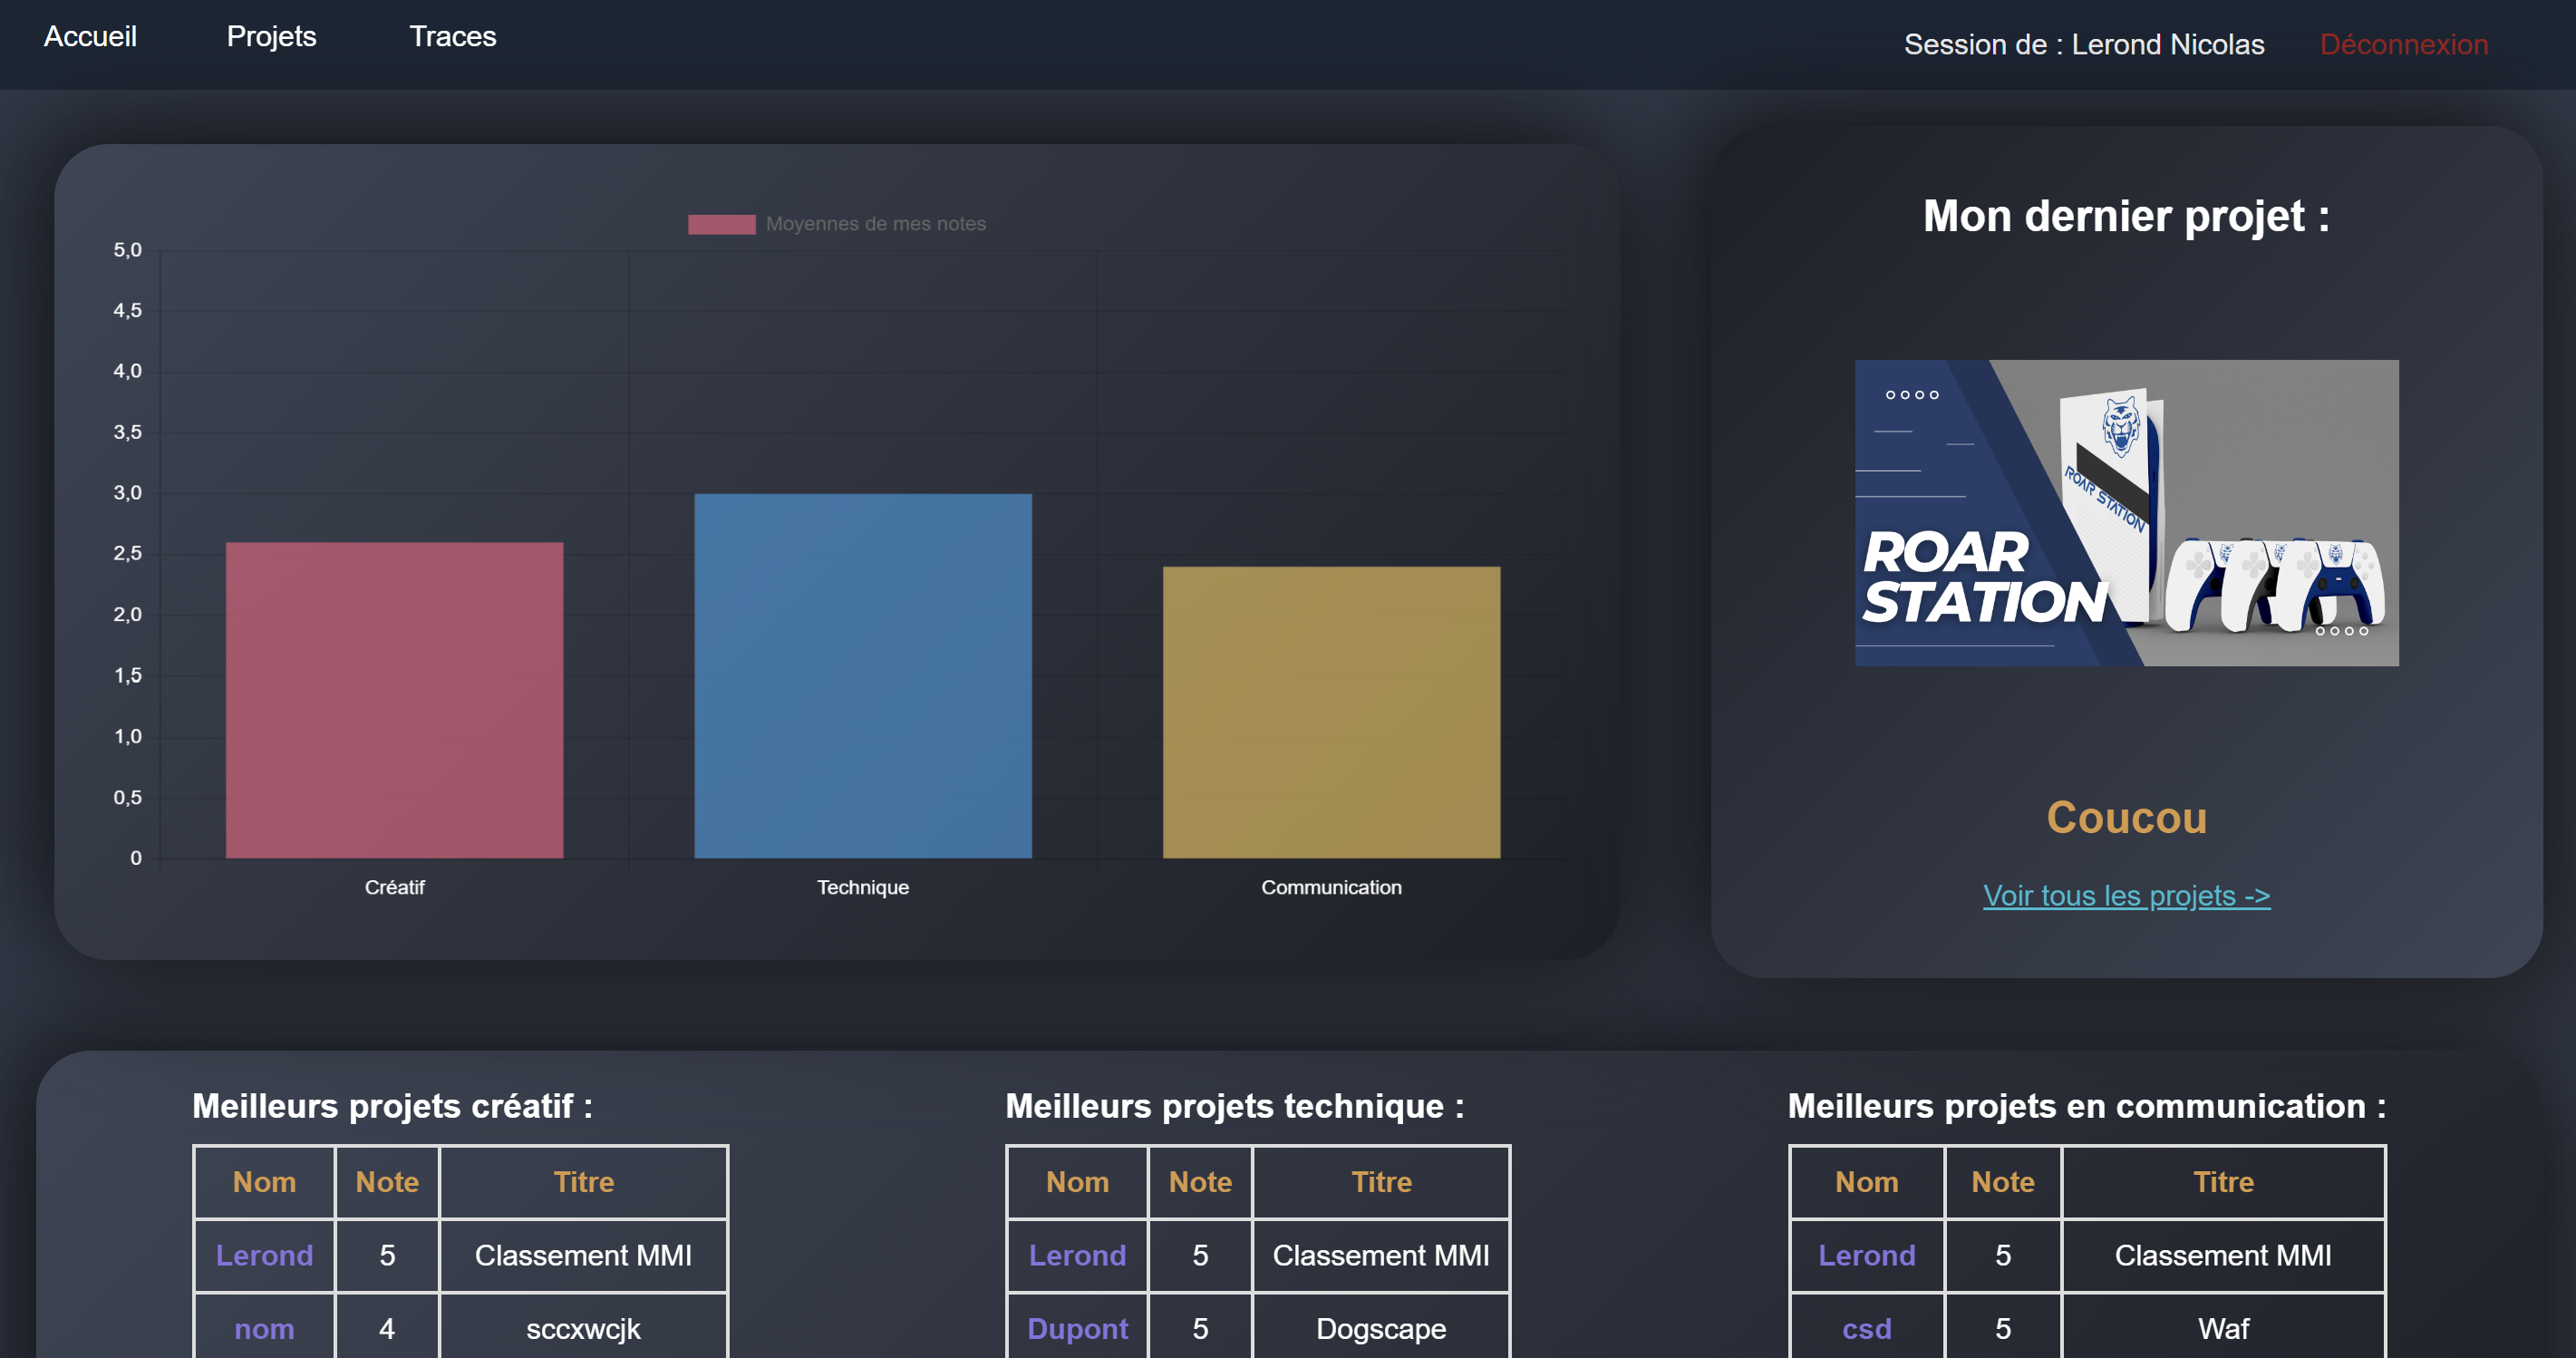 Accueil
Projets
Traces
Session de : Lerond Nicolas
Déconnexion
Moyennes de mes notes
5,0
4,5
4,0
3,5
3,0
2,5
2,0
1,5
1,0
0,5
0
Créatif
Technique
Communication
Mon dernier projet :
ROAR STATION
ROAR
STATION
Coucou
Voir tous les projets ->
Meilleurs projets créatif :
Nom Note Titre
Lerond 5 Classement MMI
nom 4 sccxwcjk
Meilleurs projets technique :
Nom Note Titre
Lerond 5 Classement MMI
Dupont 5 Dogscape
Meilleurs projets en communication :
Nom Note Titre
Lerond 5 Classement MMI
csd 5 Waf